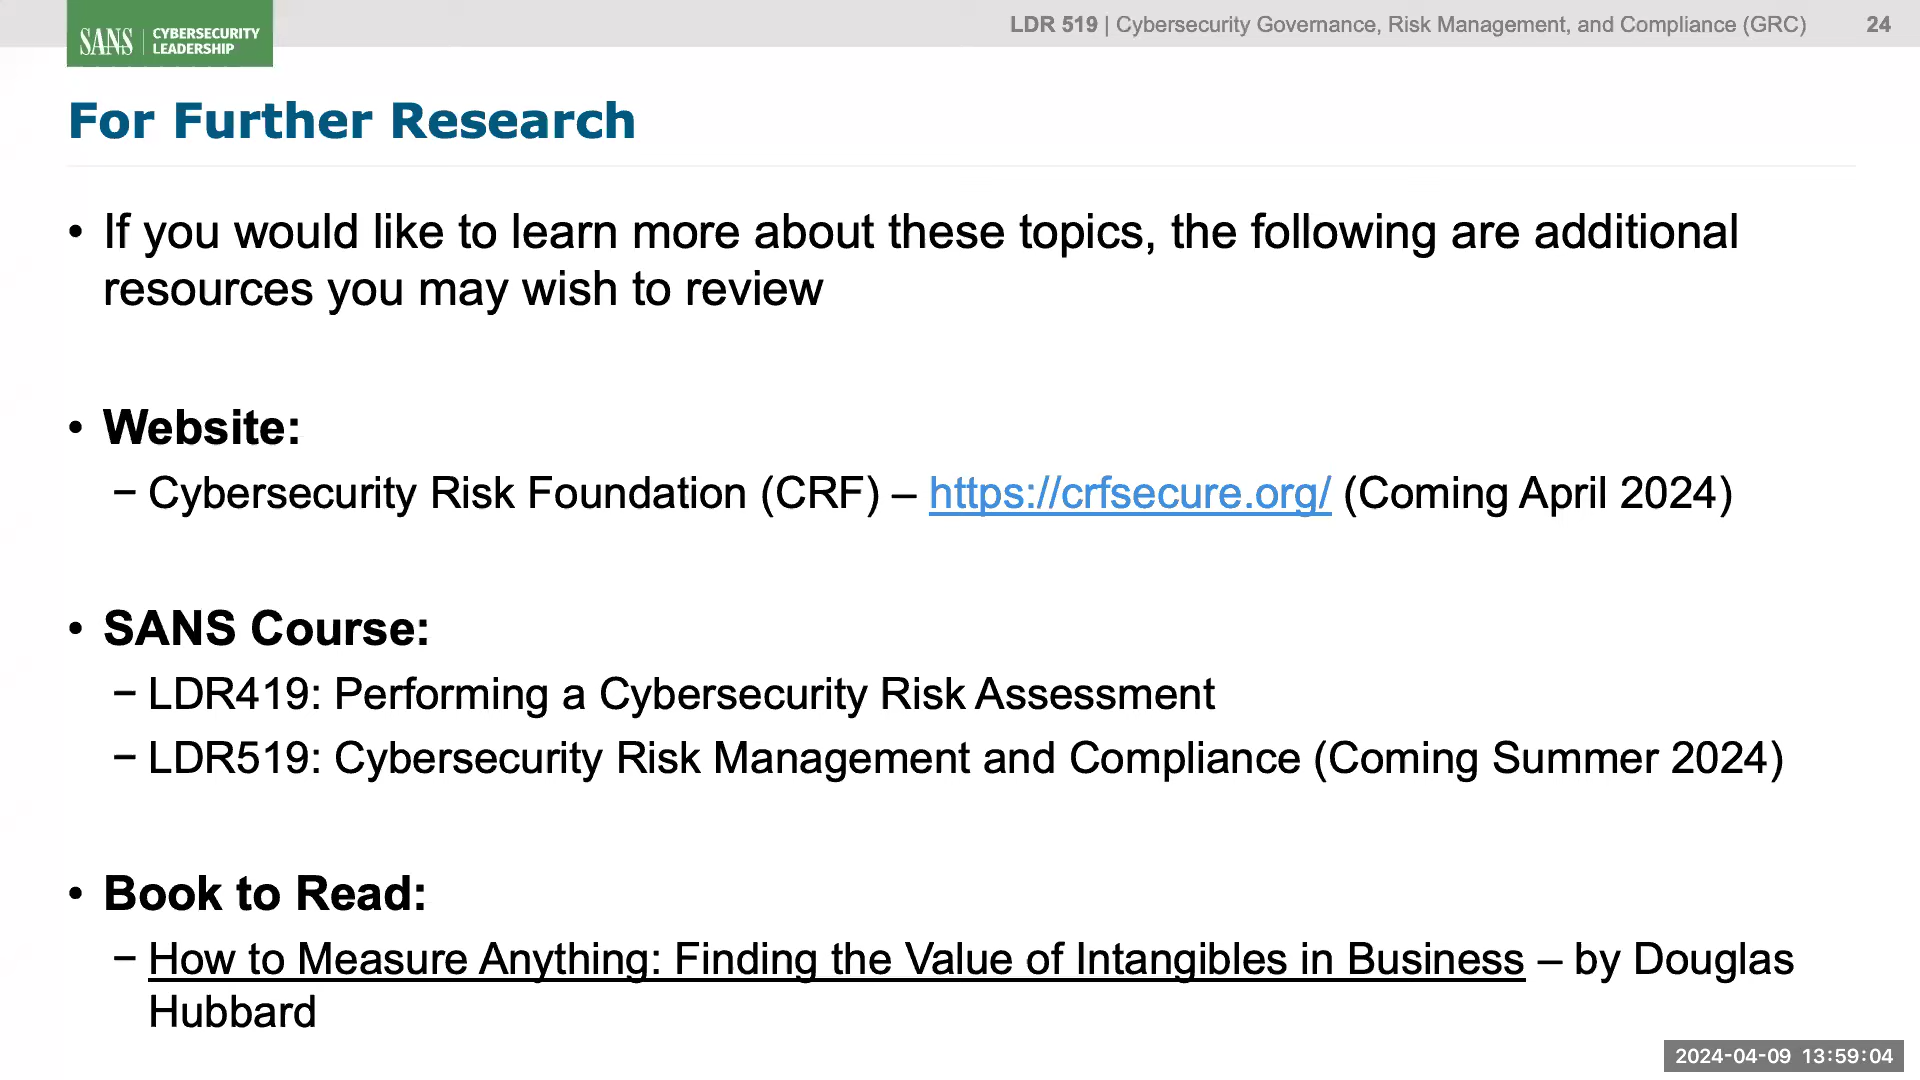 SANS | CYBERSECURITY LEADERSHIP
LDR 519 | Cybersecurity Governance, Risk Management, and Compliance (GRC) 24
For Further Research
• If you would like to learn more about these topics, the following are additional
resources you may wish to review
• Website:
– Cybersecurity Risk Foundation (CRF) – https://crfsecure.org/ (Coming April 2024)
• SANS Course:
– LDR419: Performing a Cybersecurity Risk Assessment
– LDR519: Cybersecurity Risk Management and Compliance (Coming Summer 2024)
• Book to Read:
– How to Measure Anything: Finding the Value of Intangibles in Business – by Douglas
Hubbard
2024-04-09 13:59:04